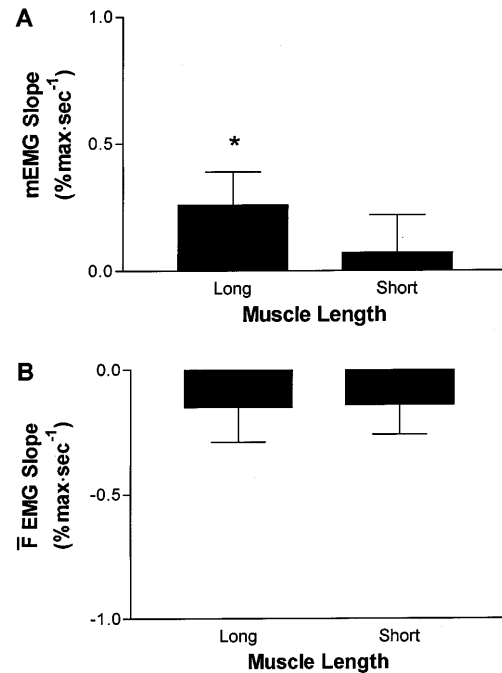 A
mEMG Slope
(%max·sec⁻¹)
1.0
0.5
0.0
*
Long Short
Muscle Length
B
F̅ EMG Slope
(%max·sec⁻¹)
0.0
-0.5
-1.0
Long Short
Muscle Length